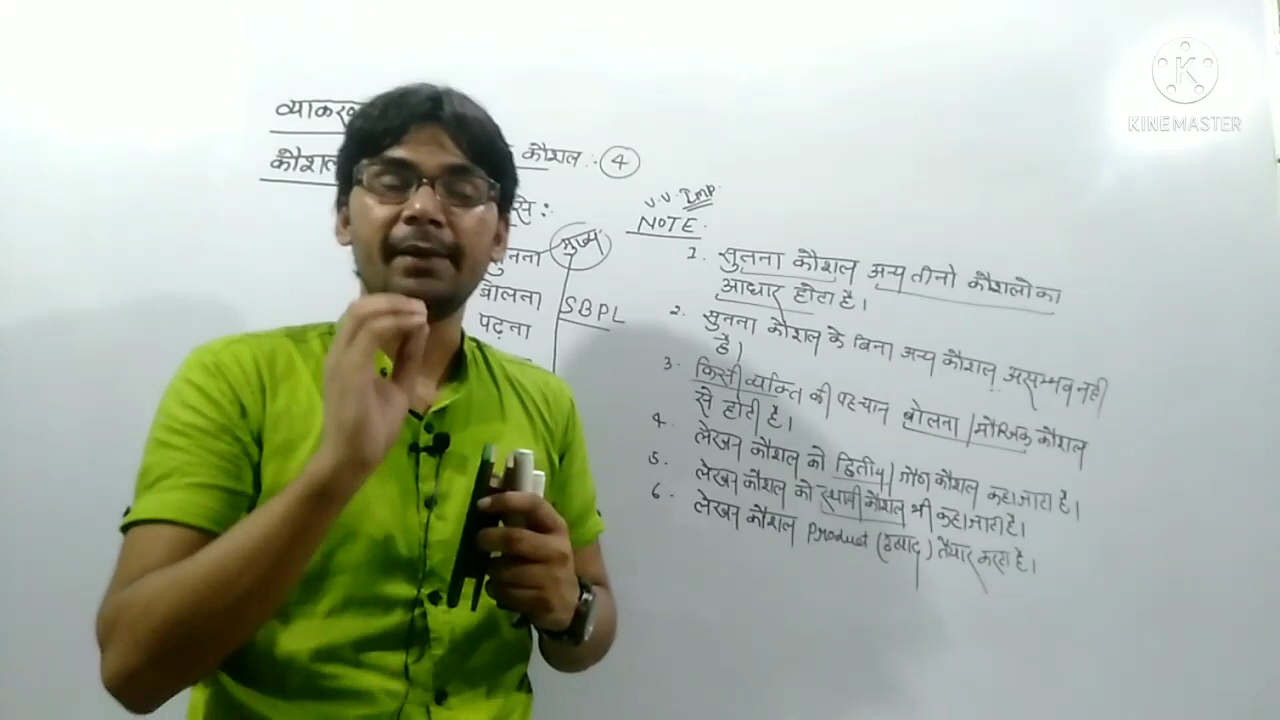 KINEMASTER
व्याकरण
कौशल कौशल :- 4
से :
सुनना मुख्य
बोलना SBPL
पढ़ना
V.V. Imp.
NOTE.
1. सुनना कौशल अन्य तीनो कौशलो का
आधार होता है।
2. सुनना कौशल के बिना अन्य कौशल असम्भव नही
है।
3. किसी व्यक्ति की पहचान बोलना / मौखिक कौशल
से होती है।
4. लेखन कौशल को द्वितीय / गौण कौशल कहा जाता है।
5. लेखन कौशल को स्थायी कौशल भी कहा जाता है।
6. लेखन कौशल Product (उत्पाद) तैयार करता है।